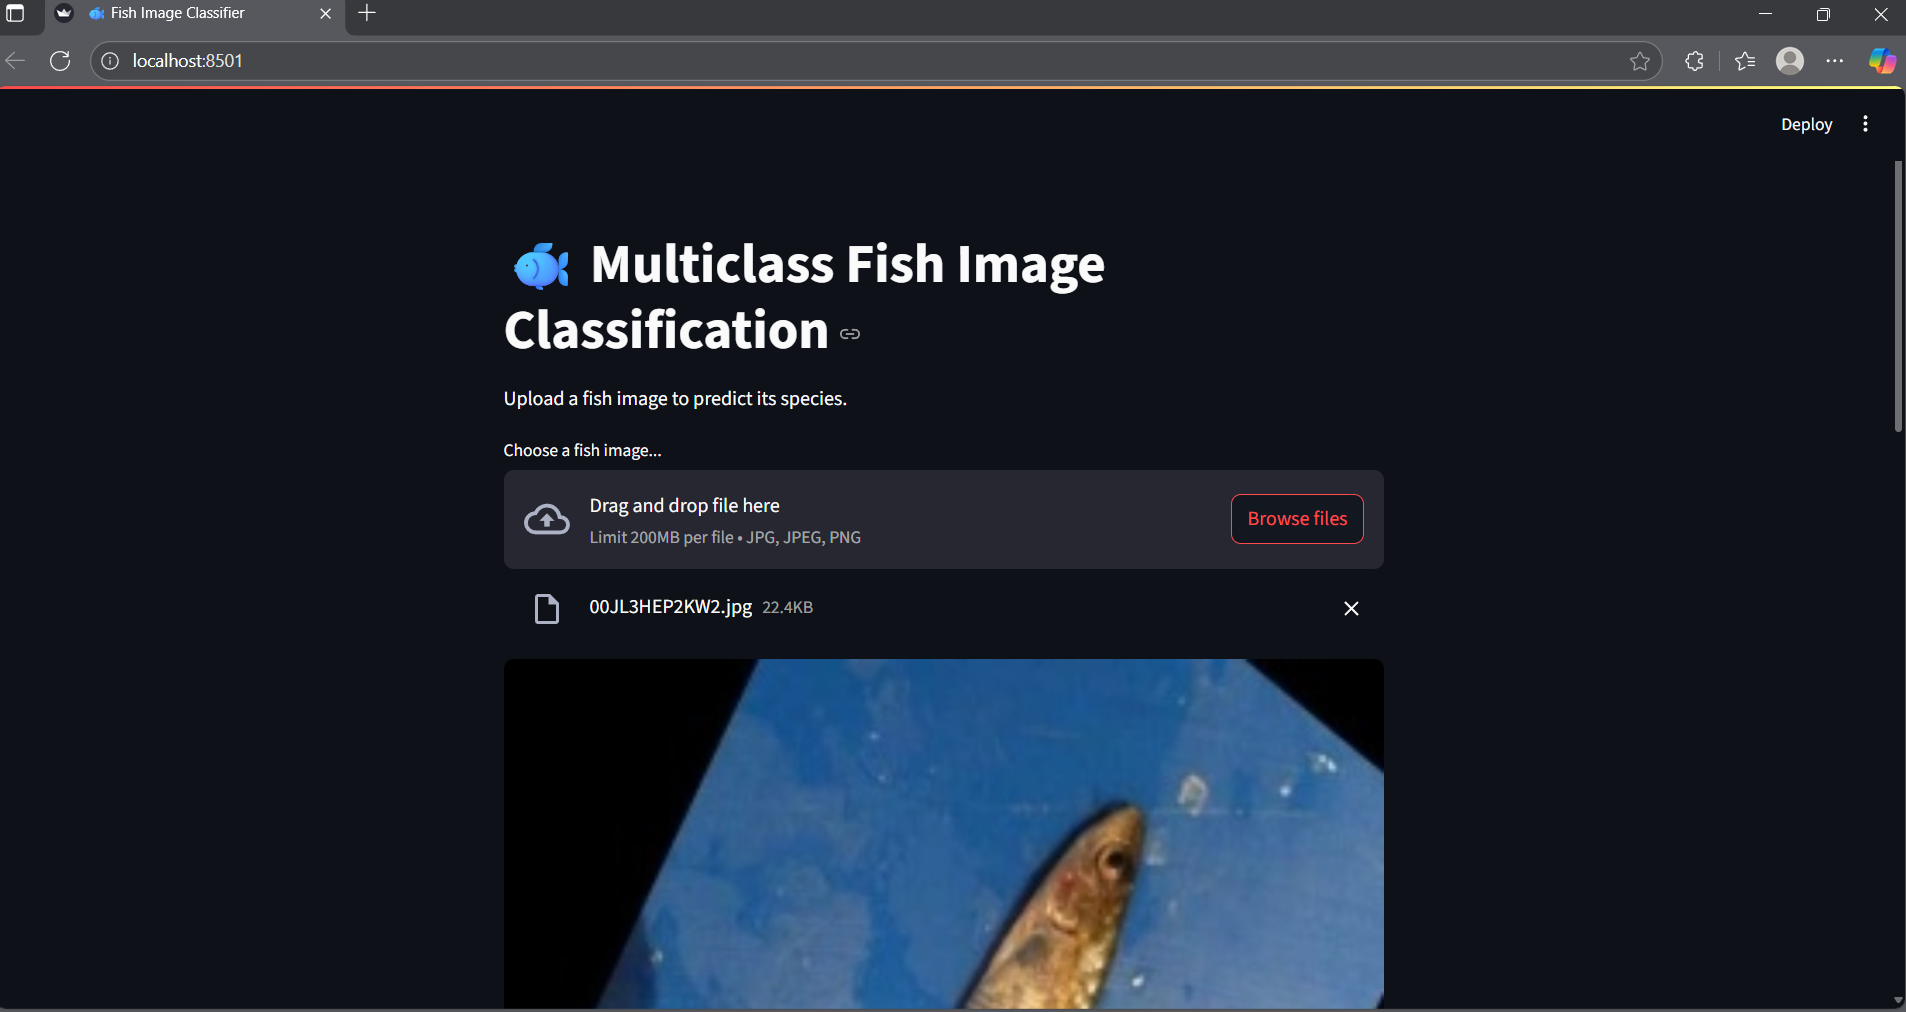 Fish Image Classifier
localhost:8501
Deploy
Multiclass Fish Image
Classification
Upload a fish image to predict its species.
Choose a fish image...
Drag and drop file here
Limit 200MB per file • JPG, JPEG, PNG
Browse files
00JL3HEP2KW2.jpg 22.4KB